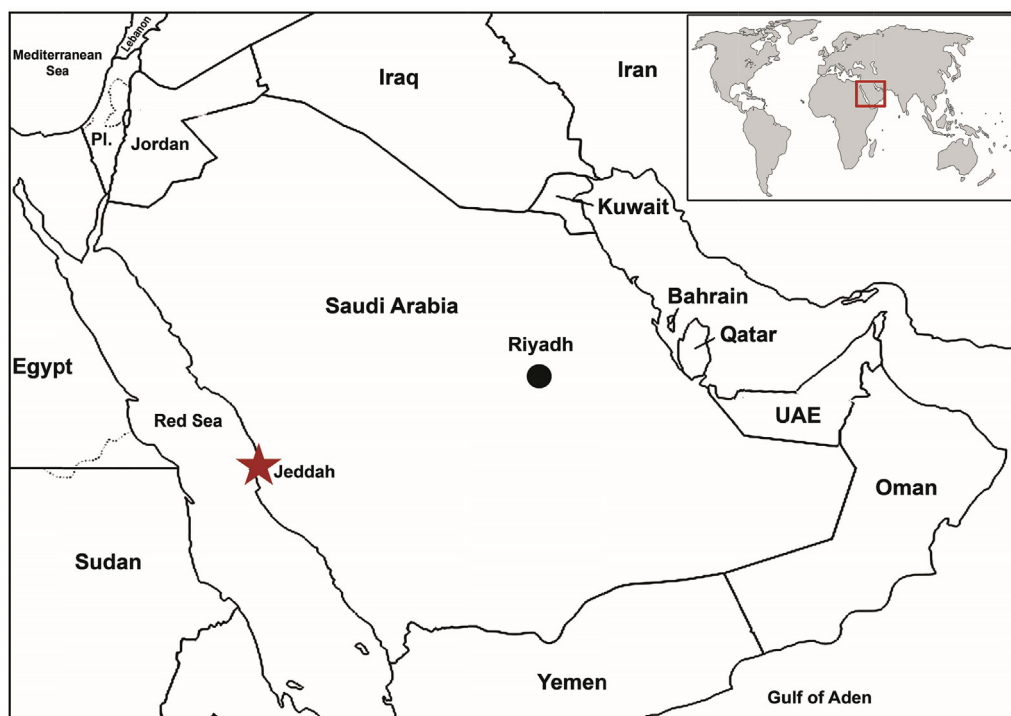 Mediterranean
Sea
Lebanon
Iraq
Iran
Pl.
Jordan
Kuwait
Saudi Arabia
Bahrain
Qatar
Riyadh
Egypt
UAE
Red Sea
Jeddah
Oman
Sudan
Yemen
Gulf of Aden